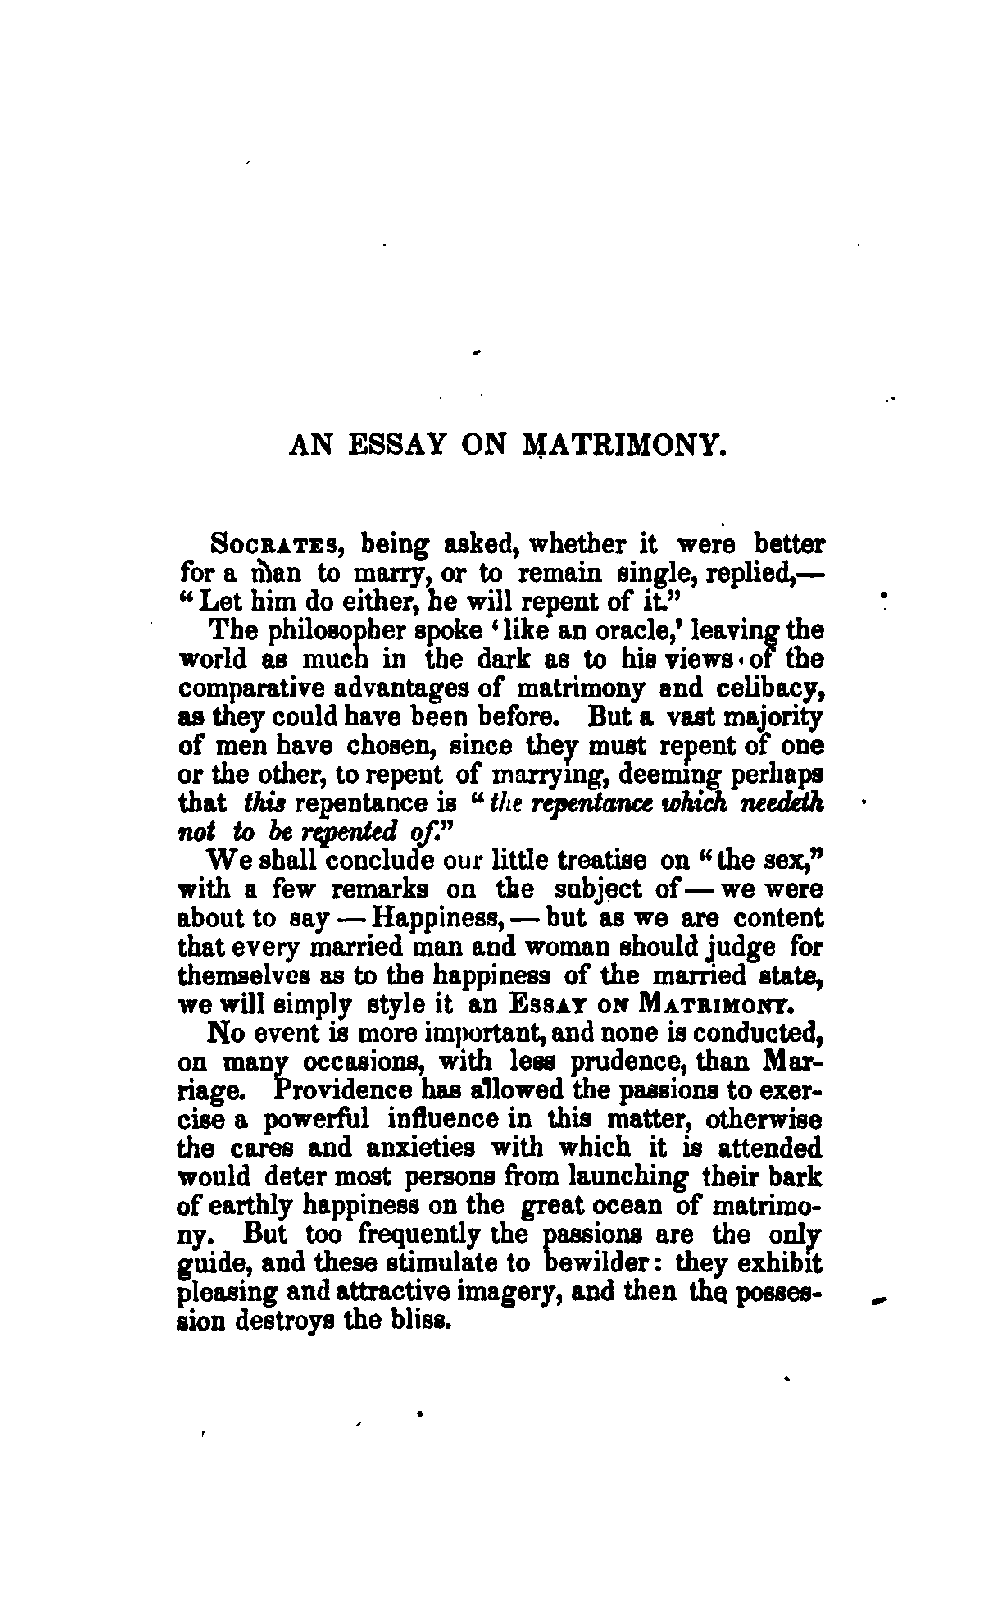 AN ESSAY ON MATRIMONY.
SOCRATES, being asked, whether it were better
for a man to marry, or to remain single, replied,—
“Let him do either, he will repent of it.”
The philosopher spoke ‘like an oracle,’ leaving the
world as much in the dark as to his views of the
comparative advantages of matrimony and celibacy,
as they could have been before. But a vast majority
of men have chosen, since they must repent of one
or the other, to repent of marrying, deeming perhaps
that this repentance is “the repentance which needeth
not to be repented of.”
We shall conclude our little treatise on “the sex,”
with a few remarks on the subject of — we were
about to say — Happiness, — but as we are content
that every married man and woman should judge for
themselves as to the happiness of the married state,
we will simply style it an ESSAY ON MATRIMONY.
No event is more important, and none is conducted,
on many occasions, with less prudence, than Mar-
riage. Providence has allowed the passions to exer-
cise a powerful influence in this matter, otherwise
the cares and anxieties with which it is attended
would deter most persons from launching their bark
of earthly happiness on the great ocean of matrimo-
ny. But too frequently the passions are the only
guide, and these stimulate to bewilder: they exhibit
pleasing and attractive imagery, and then the posses-
sion destroys the bliss.